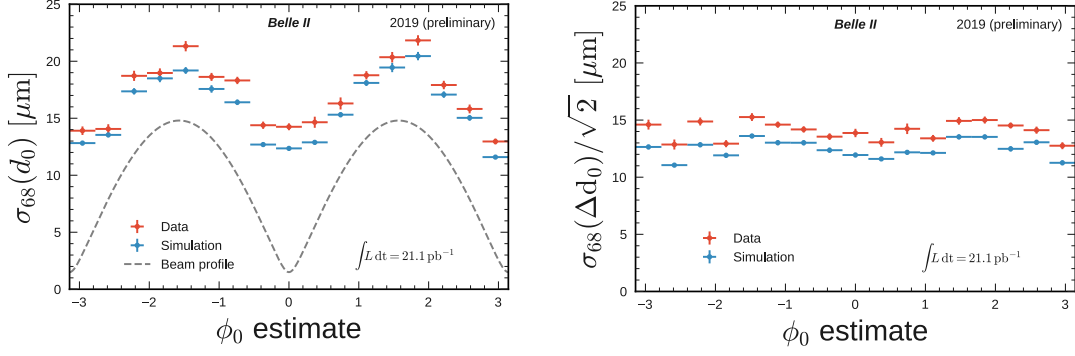 Belle II 2019 (preliminary)
σ₆₈(d₀) [μm]
25
20
15
10
5
0
Data
Simulation
Beam profile
∫L dt = 21.1 pb⁻¹
−3 −2 −1 0 1 2 3
ϕ₀ estimate
Belle II 2019 (preliminary)
σ₆₈(Δd₀)/√2 [μm]
25
20
15
10
5
0
Data
Simulation
∫L dt = 21.1 pb⁻¹
−3 −2 −1 0 1 2 3
ϕ₀ estimate